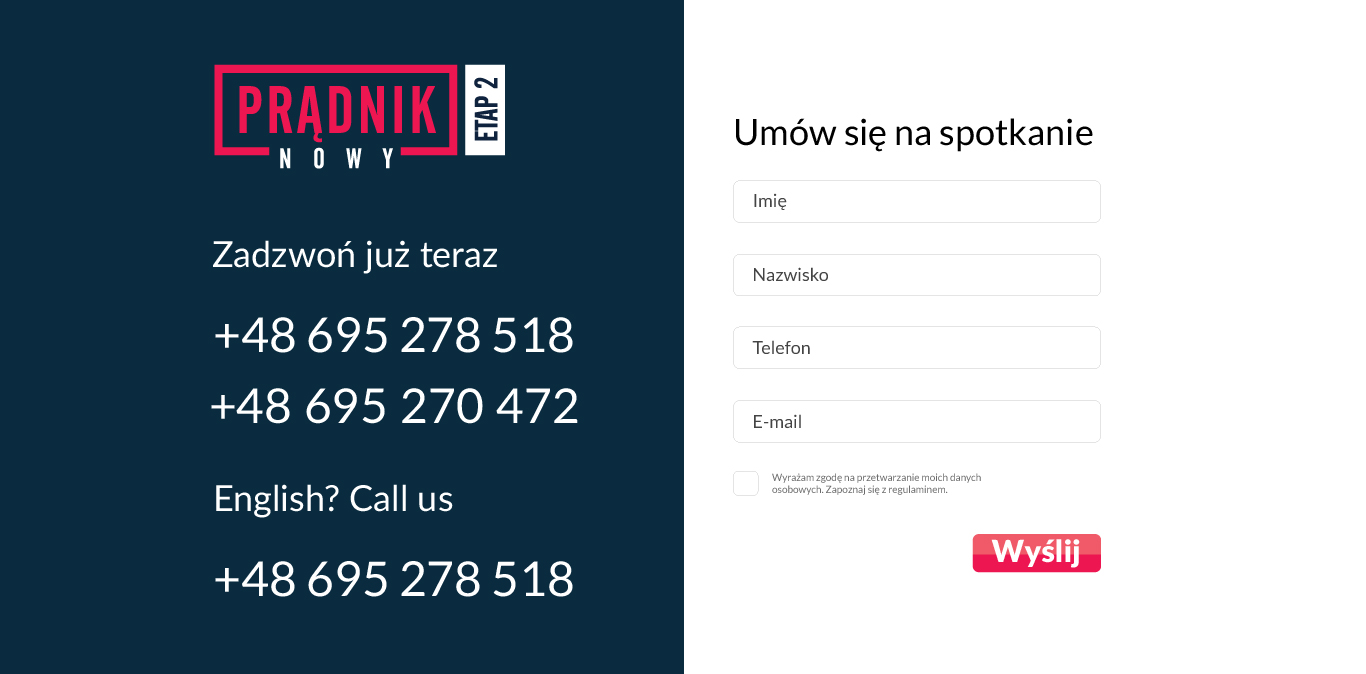 PRĄDNIK
NOWY
ETAP 2
Zadzwoń już teraz
+48 695 278 518
+48 695 270 472
English? Call us
+48 695 278 518
Umów się na spotkanie
Imię
Nazwisko
Telefon
E-mail
Wyrażam zgodę na przetwarzanie moich danych
osobowych. Zapoznaj się z regulaminem.
Wyślij